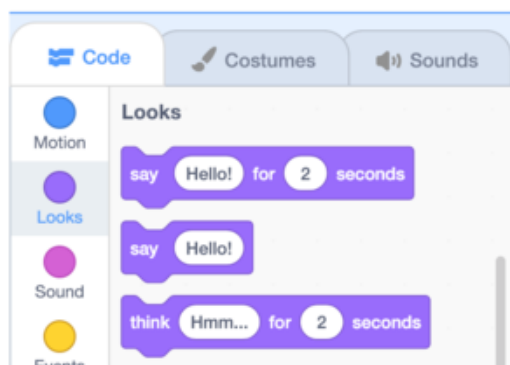 Code Costumes Sounds
Looks
Motion
say Hello! for 2 seconds
Looks
say Hello!
Sound
think Hmm... for 2 seconds
Events